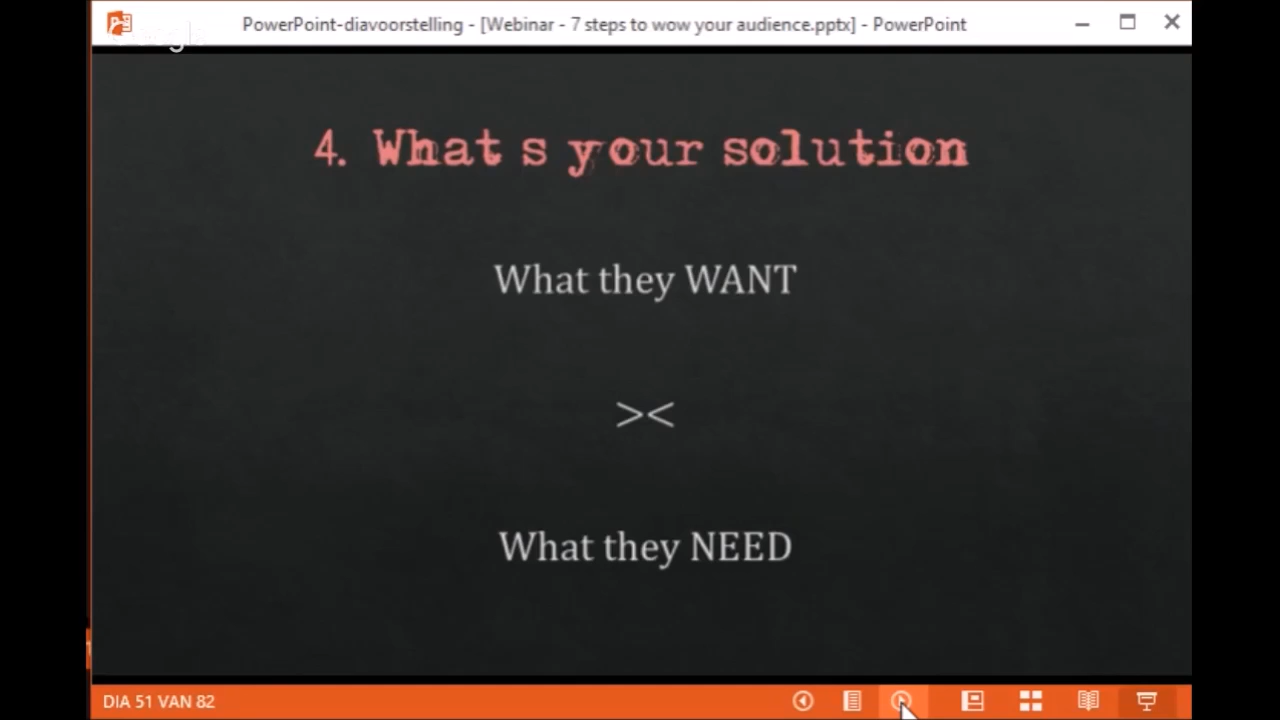 PowerPoint-diavoorstelling - [Webinar - 7 steps to wow your audience.pptx] - PowerPoint
4. What s your solution
What they WANT
><
What they NEED
DIA 51 VAN 82